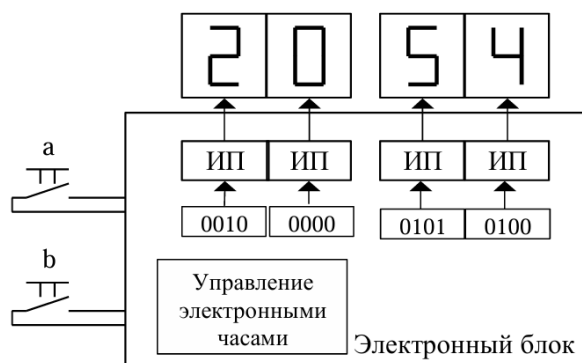 2 0 5 4
a
ИП ИП ИП ИП
0010 0000 0101 0100
b
Управление
электронными
часами
Электронный блок